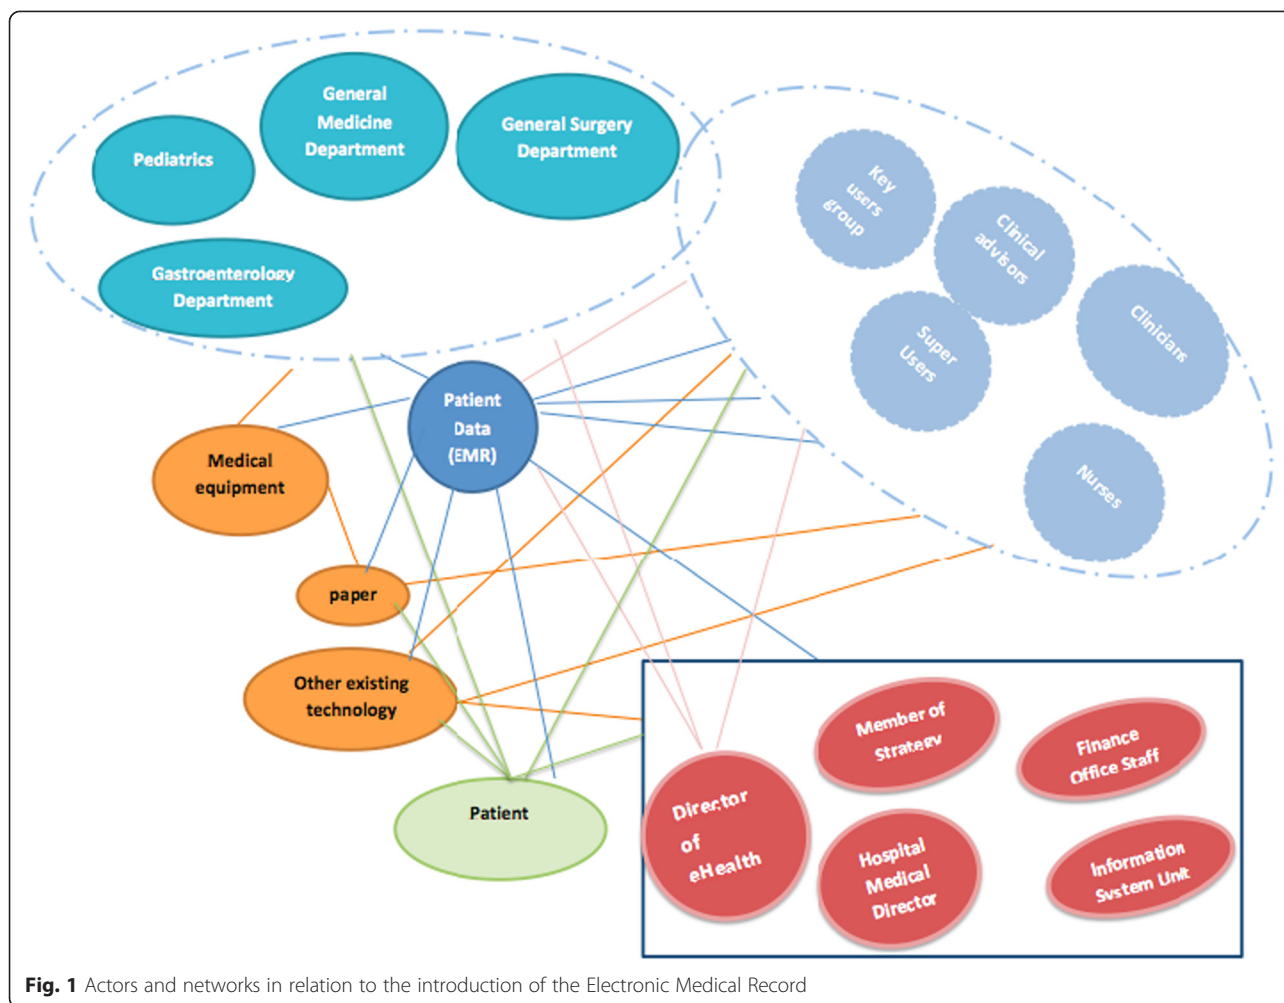 General
Medicine
Department
General Surgery
Department
Pediatrics
Gastroenterology
Department
Key
users
group
Clinical
advisors
Clinicians
Super
Users
Nurses
Patient
Data
(EMR)
Medical
equipment
paper
Other existing
technology
Patient
Member of
Strategy
Finance
Office Staff
Director
of
eHealth
Hospital
Medical
Director
Information
System Unit
Fig. 1 Actors and networks in relation to the introduction of the Electronic Medical Record